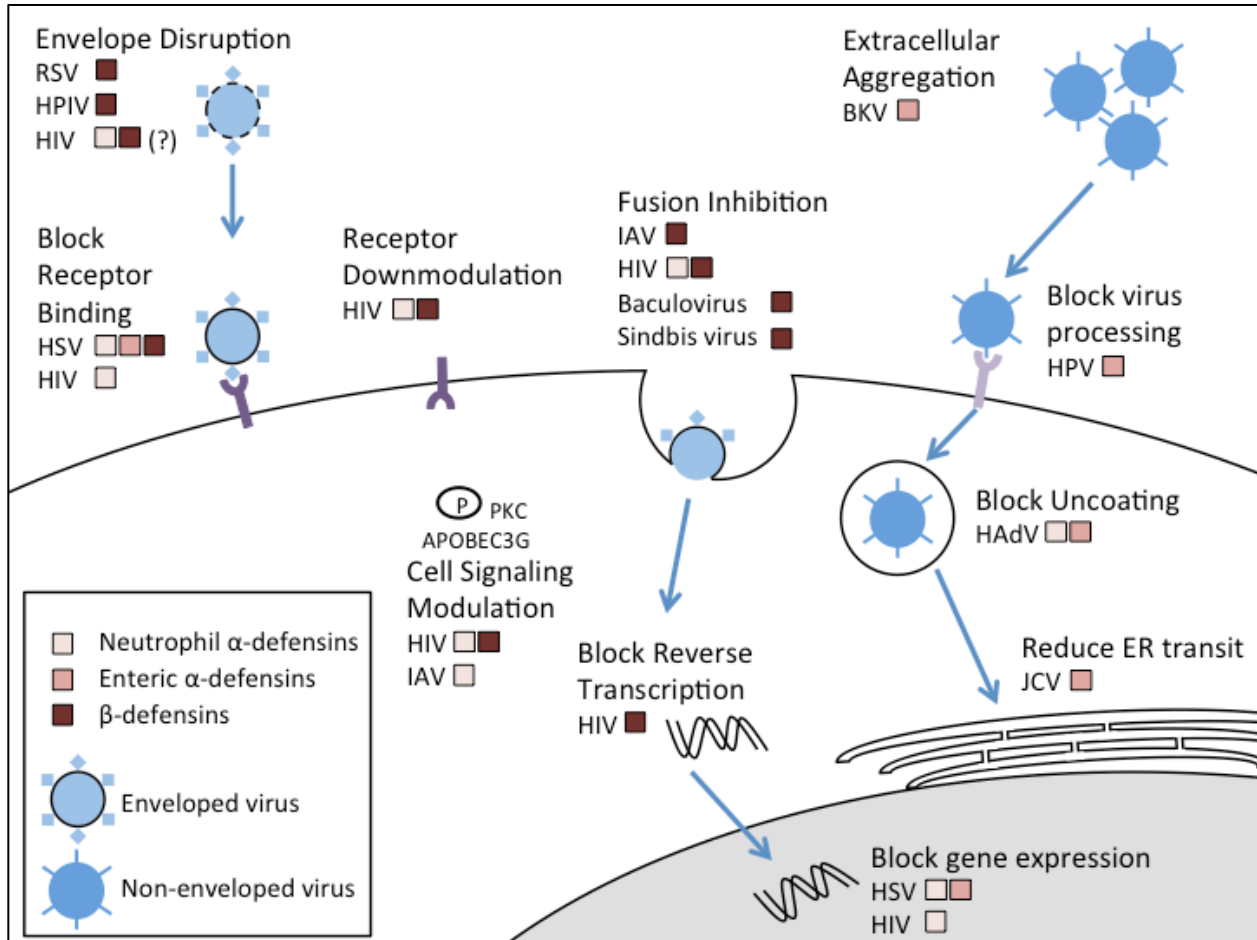 Envelope Disruption
RSV
HPIV
HIV (?)
Extracellular
Aggregation
BKV
Block
Receptor
Binding
HSV
HIV
Receptor
Downmodulation
HIV
Fusion Inhibition
IAV
HIV
Baculovirus
Sindbis virus
Block virus
processing
HPV
P PKC
APOBEC3G
Cell Signaling
Modulation
HIV
IAV
Block Uncoating
HAdV
Block Reverse
Transcription
HIV
Reduce ER transit
JCV
Block gene expression
HSV
HIV
Neutrophil α-defensins
Enteric α-defensins
β-defensins
Enveloped virus
Non-enveloped virus